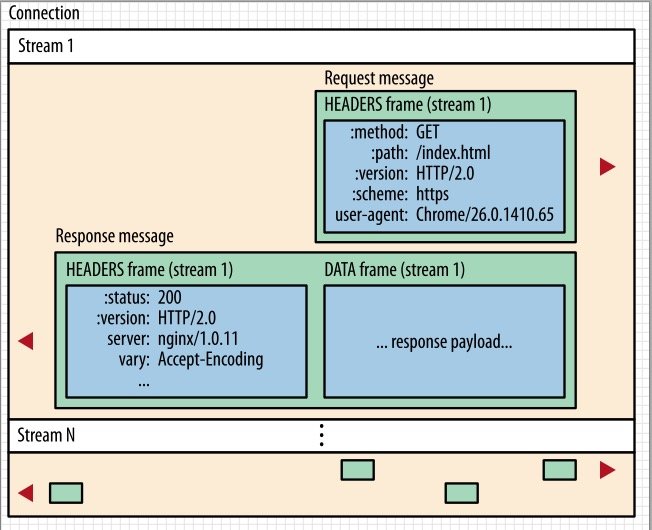 Connection
Stream 1
Request message
HEADERS frame (stream 1)
:method: GET
:path: /index.html
:version: HTTP/2.0
:scheme: https
user-agent: Chrome/26.0.1410.65
Response message
HEADERS frame (stream 1)
:status: 200
:version: HTTP/2.0
server: nginx/1.0.11
vary: Accept-Encoding
...
DATA frame (stream 1)
... response payload...
Stream N